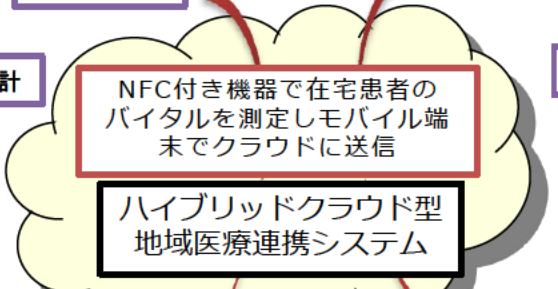 計
NFC付き機器で在宅患者の
バイタルを測定しモバイル端
末でクラウドに送信
ハイブリッドクラウド型
地域医療連携システム